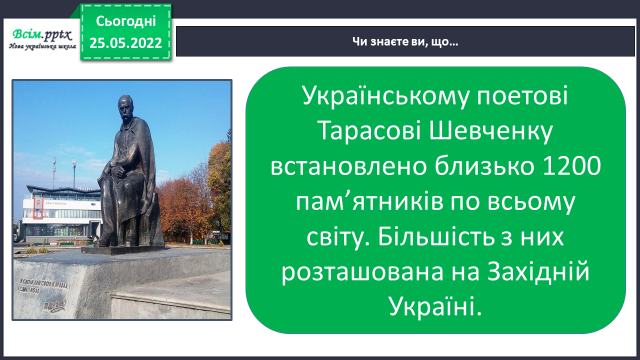 Всім.pptx
Нова українська школа
Сьогодні
25.05.2022
Чи знаєте ви, що…
Українському поетові
Тарасові Шевченку
встановлено близько 1200
пам’ятників по всьому
світу. Більшість з них
розташована на Західній
Україні.